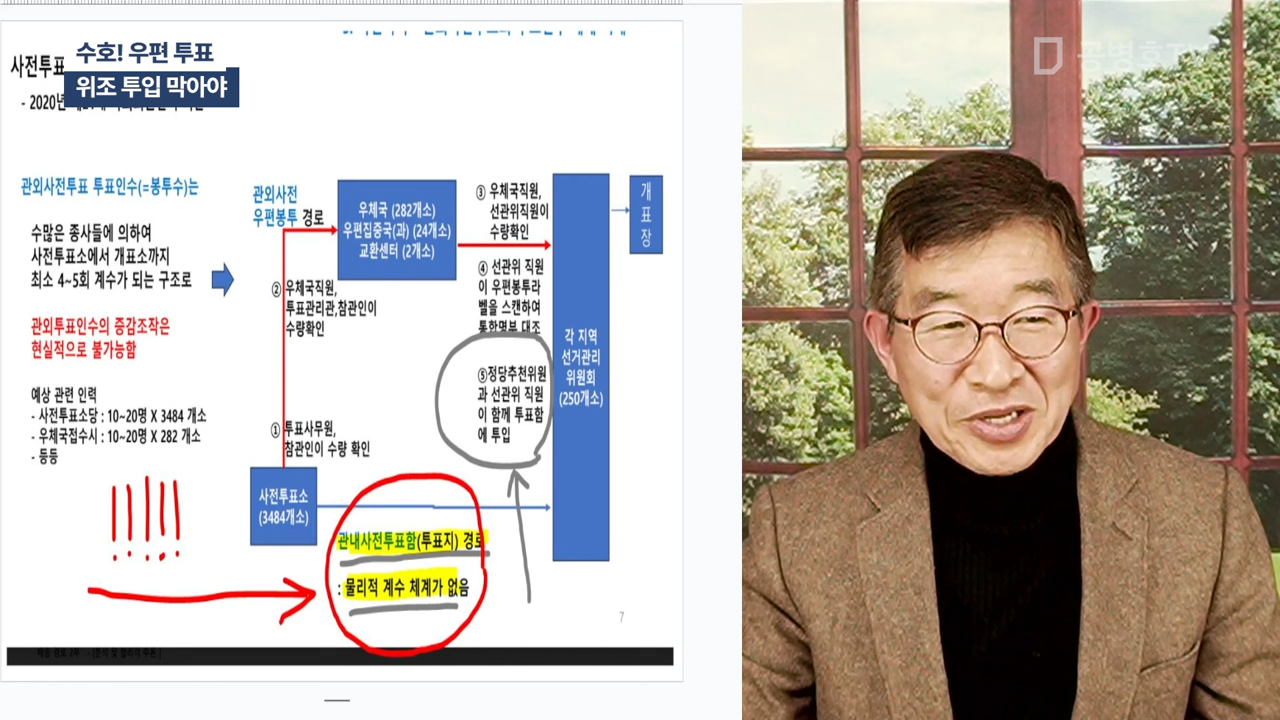 수호! 우편 투표
위조 투입 막아야
사전투표
- 2020년
공병호TV
관외사전투표 투표인수(=봉투수)는
수많은 종사들에 의하여
사전투표소에서 개표소까지
최소 4~5회 계수가 되는 구조로
관외투표인수의 증감조작은
현실적으로 불가능함
예상 관련 인력
- 사전투표소당 : 10~20명 X 3484 개소
- 우체국접수시 : 10~20명 X 282 개소
- 등등
관외사전
우편봉투 경로
우체국 (282개소)
우편집중국(과) (24개소)
교환센터 (2개소)
② 우체국직원,
투표관리관,참관인이
수량확인
① 투표사무원,
참관인이 수량 확인
사전투표소
(3484개소)
③ 우체국직원,
선관위직원이
수량확인
④ 선관위 직원
이 우편봉투라
벨을 스캔하여
통합명부 대조
⑤정당추천위원
과 선관위 직원
이 함께 투표함
에 투입
각 지역
선거관리
위원회
(250개소)
개
표
장
관내사전투표함(투표지) 경로
: 물리적 계수 체계가 없음
7